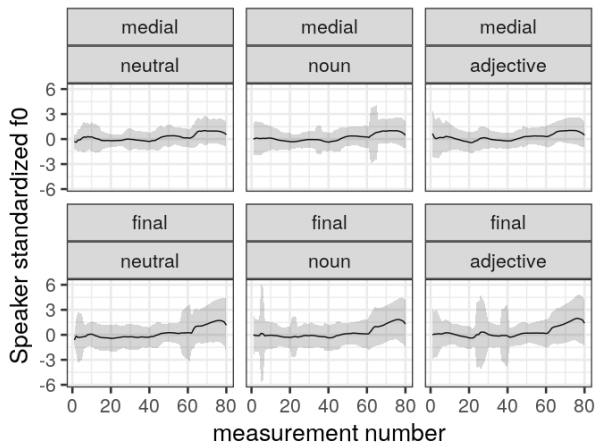 medial medial medial
neutral noun adjective
6
3
0
-3
-6
final final final
neutral noun adjective
6
3
0
-3
-6
0 20 40 60 80 0 20 40 60 80 0 20 40 60 80
measurement number
Speaker standardized f0